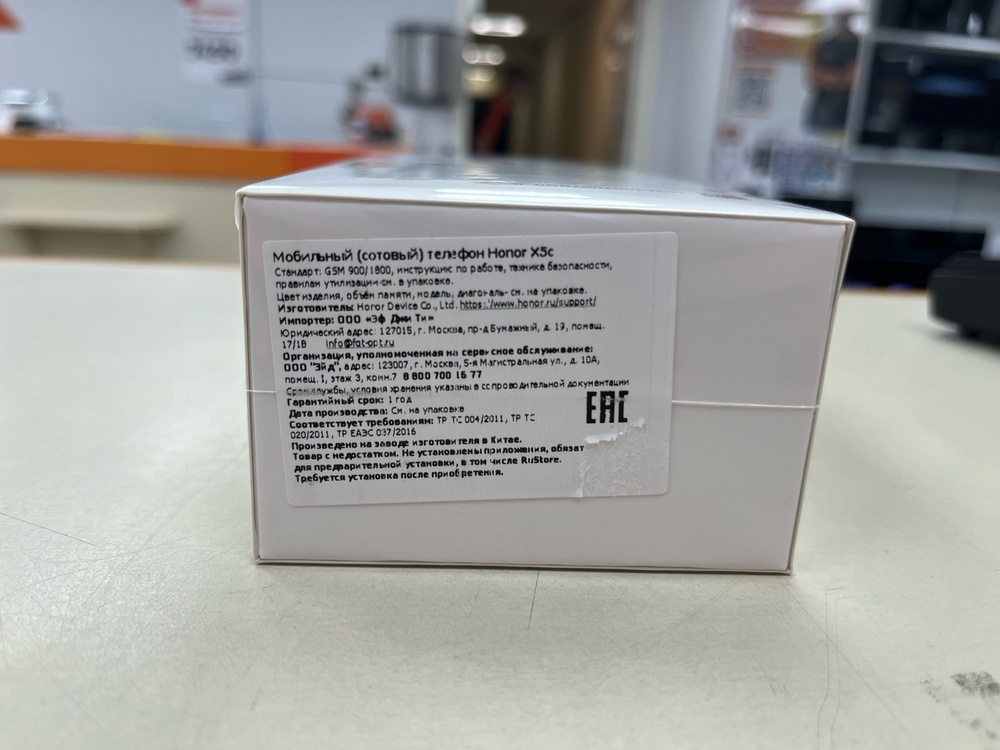 Мобильный (сотовый) телефон Honor X5c
Стандарт: GSM 900/1800, инструкция по работе, технике безопасности,
правилам утилизации-см. в упаковке.
Цвет изделия, объём памяти, модель, диагональ- см. на упаковке.
Изготовитель: Honor Device Co., Ltd. https://www.honor.ru/support/
Импортер: ООО «Эф Джи Ти»
Юридический адрес: 127015, г. Москва, пр-д Бумажный, д. 19, помещ.
17/1В info@fgt-opt.ru
Организация, уполномоченная на сервисное обслуживание:
ООО "Эйд", адрес: 123007, г. Москва, 5-я Магистральная ул., д. 10А,
помещ. I, этаж 3, комн.7 8 800 700 16 77
Срок службы, условия хранения указаны в сопроводительной документации
Гарантийный срок: 1 год
Дата производства: См. на упаковке
Соответствует требованиям: ТР ТС 004/2011, ТР ТС
020/2011, ТР ЕАЭС 037/2016
Произведено на заводе изготовителя в Китае.
Товар с недостатком. Не установлены приложения, обязат
для предварительной установки, в том числе RuStore.
Требуется установка после приобретения.
EAC